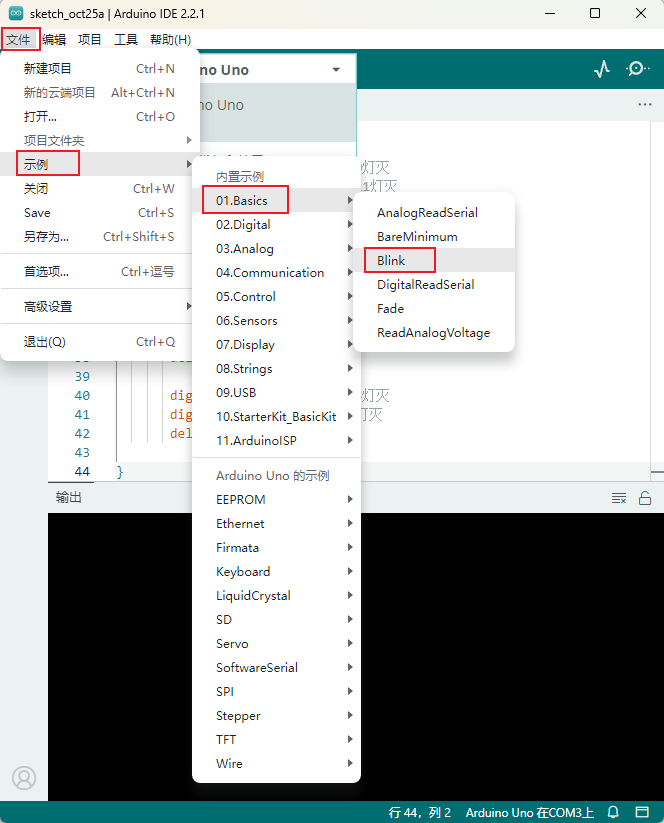 sketch_oct25a | Arduino IDE 2.2.1
文件 编辑 项目 工具 帮助(H)
新建项目 Ctrl+N
新的云端项目 Alt+Ctrl+N
打开... Ctrl+O
项目文件夹
示例
关闭 Ctrl+W
Save Ctrl+S
另存为... Ctrl+Shift+S
首选项... Ctrl+逗号
高级设置
退出(Q) Ctrl+Q
no Uno
no Uno
灯灭
1灯灭
内置示例
01.Basics
02.Digital
03.Analog
04.Communication
05.Control
06.Sensors
07.Display
08.Strings
09.USB
10.StarterKit_BasicKit
11.ArduinoISP
Arduino Uno 的示例
EEPROM
Ethernet
Firmata
Keyboard
LiquidCrystal
SD
Servo
SoftwareSerial
SPI
Stepper
TFT
Wire
AnalogReadSerial
BareMinimum
Blink
DigitalReadSerial
Fade
ReadAnalogVoltage
39
40 dig 灯灭
41 dig 灯灭
42 del
43
44 }
输出
行 44，列 2 Arduino Uno 在COM3上